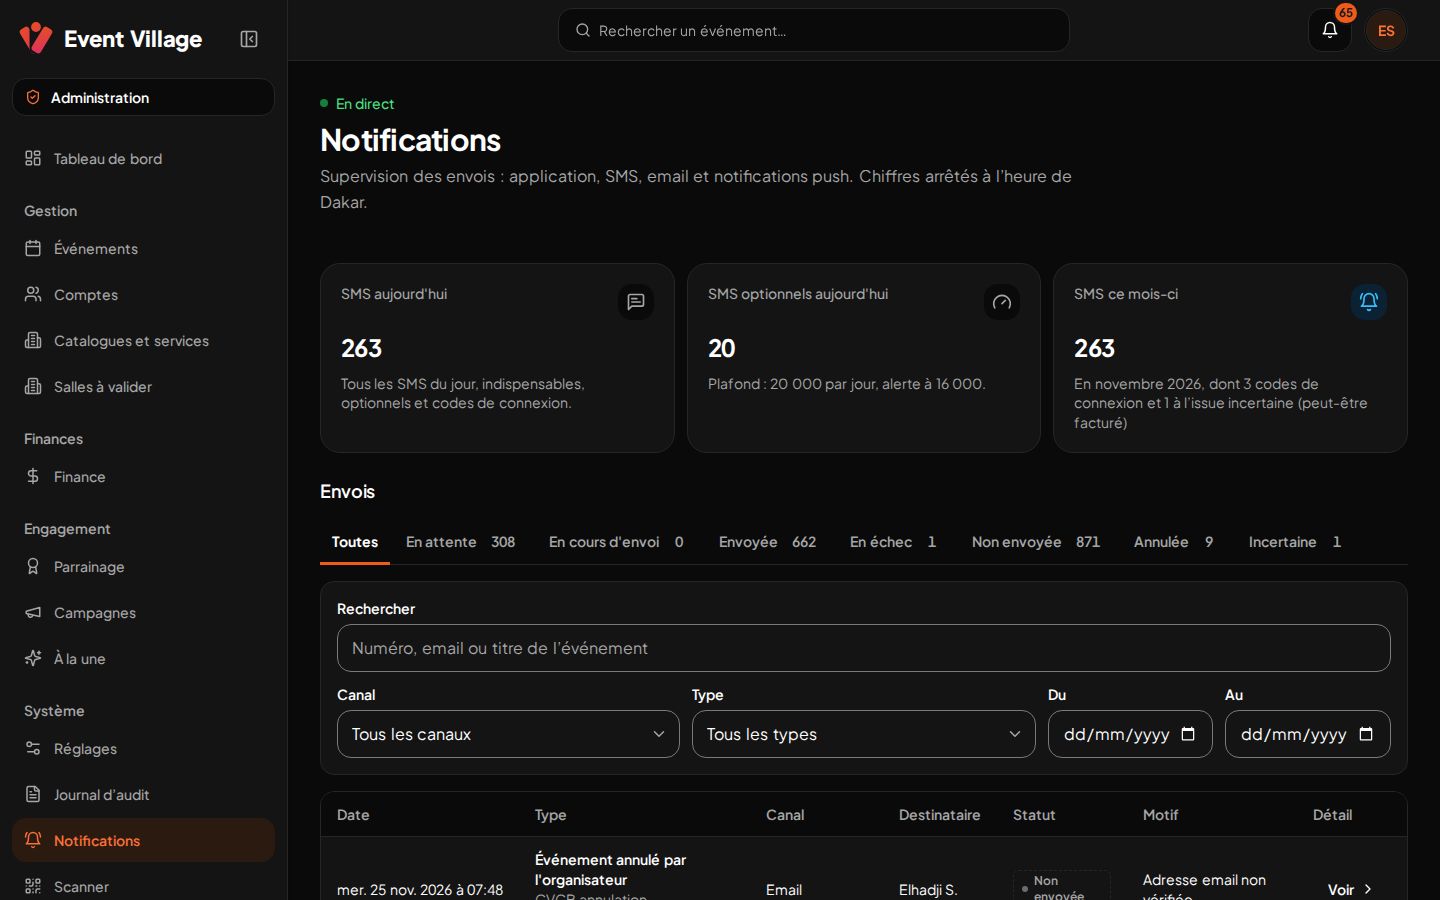 Event Village
Rechercher un événement...
65
ES
Administration
Tableau de bord
Gestion
Événements
Comptes
Catalogues et services
Salles à valider
Finances
Finance
Engagement
Parrainage
Campagnes
À la une
Système
Réglages
Journal d’audit
Notifications
Scanner
En direct
Notifications
Supervision des envois : application, SMS, email et notifications push. Chiffres arrêtés à l’heure de
Dakar.
SMS aujourd'hui
263
Tous les SMS du jour, indispensables,
optionnels et codes de connexion.
SMS optionnels aujourd'hui
20
Plafond : 20 000 par jour, alerte à 16 000.
SMS ce mois-ci
263
En novembre 2026, dont 3 codes de
connexion et 1 à l’issue incertaine (peut-être
facturé)
Envois
Toutes En attente 308 En cours d'envoi 0 Envoyée 662 En échec 1 Non envoyée 871 Annulée 9 Incertaine 1
Rechercher
Numéro, email ou titre de l’événement
Canal Type Du Au
Tous les canaux Tous les types dd/mm/yyyy dd/mm/yyyy
Date Type Canal Destinataire Statut Motif Détail
Événement annulé par
l'organisateur
mer. 25 nov. 2026 à 07:48 Email Elhadji S. Non
envoyée
Adresse email non
vérifiée
Voir